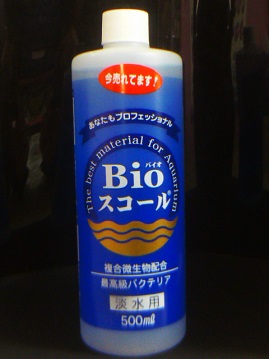 今売れてます!
あなたもプロフェッショナル
The best material for Aquarium
Bio
バイオ
スコール®
複合微生物配合
最高級バクテリア
淡水用
500ml